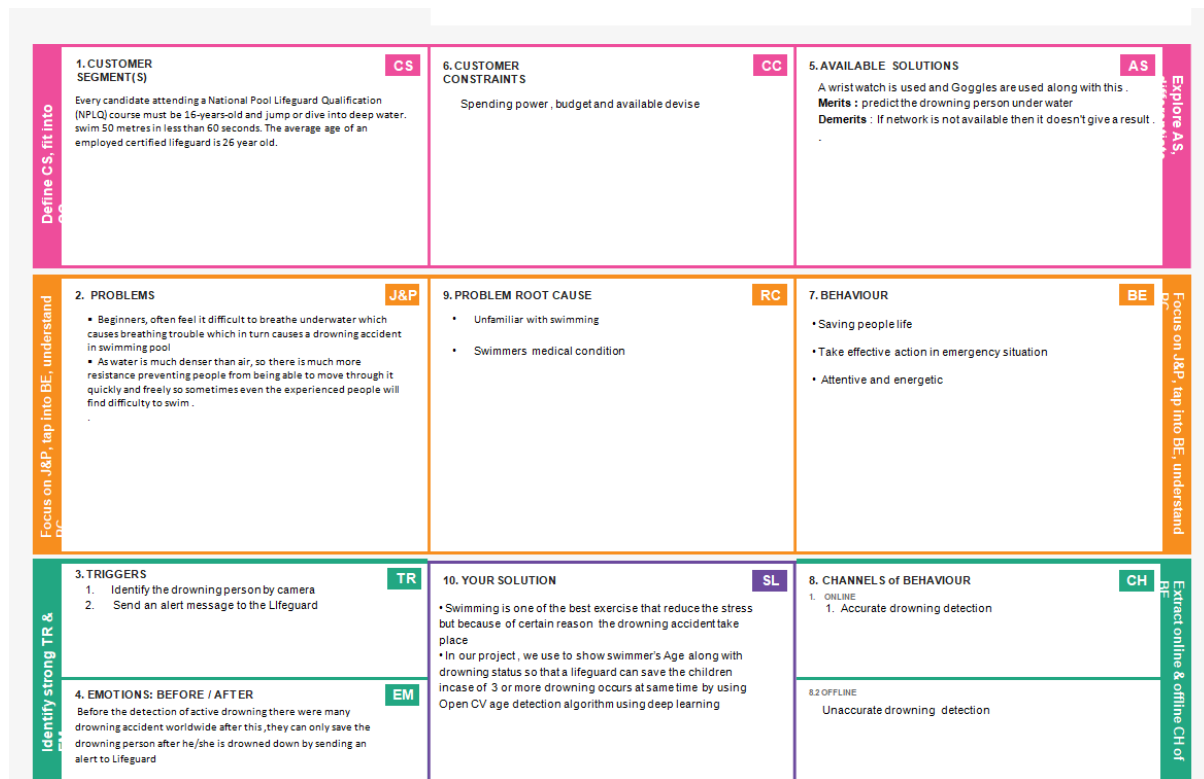 Define CS, fit into
1. CUSTOMER
SEGMENT(S)
CS
Every candidate attending a National Pool Lifeguard Qualification
(NPLQ) course must be 16-years-old and jump or dive into deep water.
swim 50 metres in less than 60 seconds. The average age of an
employed certified lifeguard is 26 year old.
6. CUSTOMER
CONSTRAINTS
CC
Spending power , budget and available devise
5. AVAILABLE SOLUTIONS
AS
A wrist watch is used and Goggles are used along with this .
Merits : predict the drowning person under water
Demerits : If network is not available then it doesn't give a result .
.
Explore AS,
Focus on J&P, tap into BE, understand
RC
2. PROBLEMS
J&P
▪ Beginners, often feel it difficult to breathe underwater which
causes breathing trouble which in turn causes a drowning accident
in swimming pool
▪ As water is much denser than air, so there is much more
resistance preventing people from being able to move through it
quickly and freely so sometimes even the experienced people will
find difficulty to swim .
.
9. PROBLEM ROOT CAUSE
RC
• Unfamiliar with swimming
• Swimmers medical condition
7. BEHAVIOUR
BE
• Saving people life
• Take effective action in emergency situation
• Attentive and energetic
Focus on J&P, tap into BE, understand
RC
Identify strong TR &
EM
3. TRIGGERS
TR
1. Identify the drowning person by camera
2. Send an alert message to the LIfeguard
4. EMOTIONS: BEFORE / AFTER
EM
Before the detection of active drowning there were many
drowning accident worldwide after this ,they can only save the
drowning person after he/she is drowned down by sending an
alert to Lifeguard
10. YOUR SOLUTION
SL
• Swimming is one of the best exercise that reduce the stress
but because of certain reason the drowning accident take
place
• In our project , we use to show swimmer's Age along with
drowning status so that a lifeguard can save the children
incase of 3 or more drowning occurs at same time by using
Open CV age detection algorithm using deep learning
8. CHANNELS of BEHAVIOUR
CH
1. ONLINE
1. Accurate drowning detection
8.2 OFFLINE
Unaccurate drowning detection
Extract online & offline CH of
BE